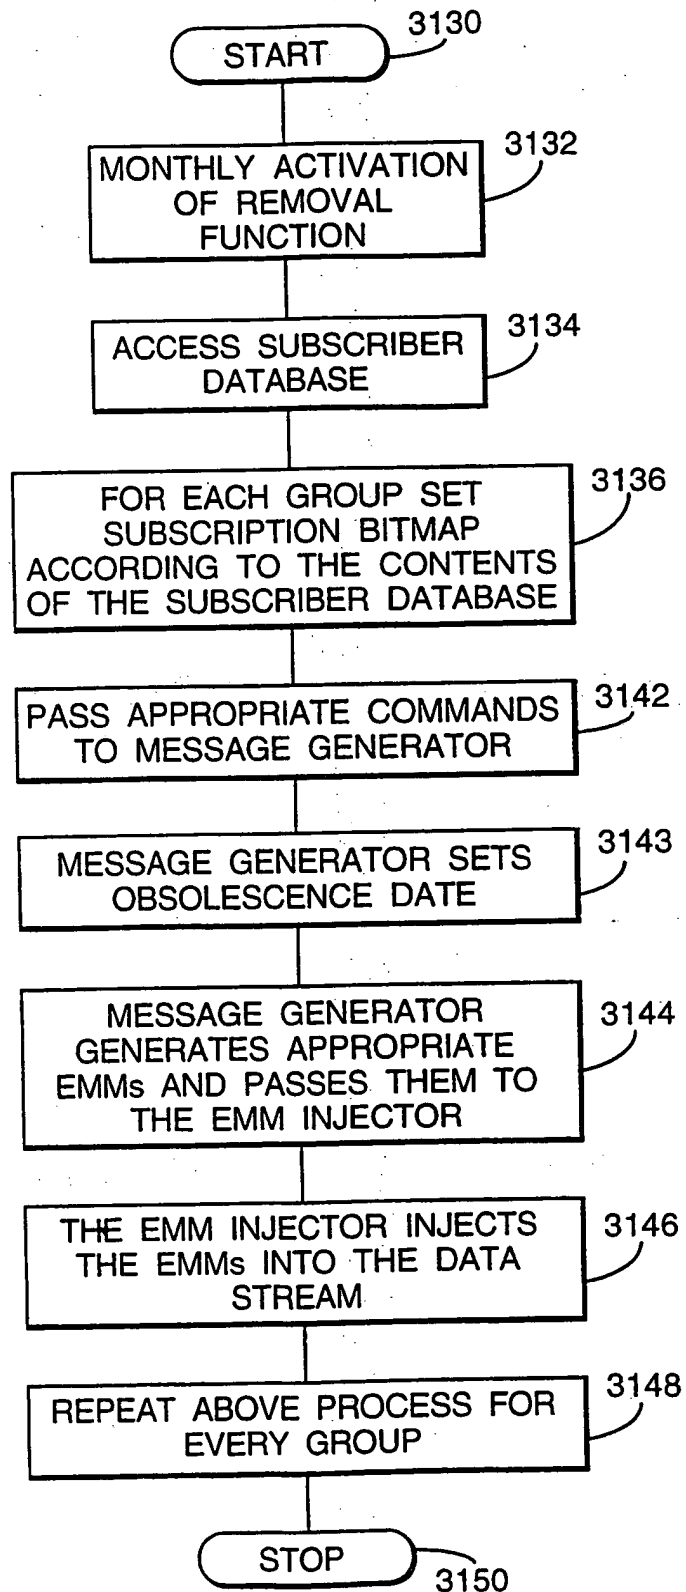 3130
START
3132
MONTHLY ACTIVATION
OF REMOVAL
FUNCTION
3134
ACCESS SUBSCRIBER
DATABASE
3136
FOR EACH GROUP SET
SUBSCRIPTION BITMAP
ACCORDING TO THE CONTENTS
OF THE SUBSCRIBER DATABASE
3142
PASS APPROPRIATE COMMANDS
TO MESSAGE GENERATOR
3143
MESSAGE GENERATOR SETS
OBSOLESCENCE DATE
3144
MESSAGE GENERATOR
GENERATES APPROPRIATE
EMMs AND PASSES THEM TO
THE EMM INJECTOR
3146
THE EMM INJECTOR INJECTS
THE EMMs INTO THE DATA
STREAM
3148
REPEAT ABOVE PROCESS FOR
EVERY GROUP
STOP
3150